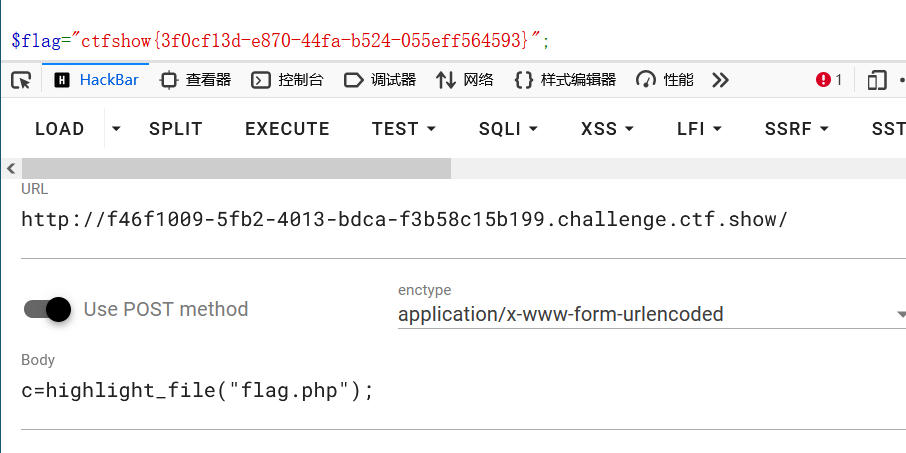 $flag="ctfshow{3f0cf13d-e870-44fa-b524-055eff564593}";
HackBar 查看器 控制台 调试器 网络 样式编辑器 性能 1
LOAD SPLIT EXECUTE TEST SQLI XSS LFI SSRF SST
URL
http://f46f1009-5fb2-4013-bdca-f3b58c15b199.challenge.ctf.show/
Use POST method
enctype
application/x-www-form-urlencoded
Body
c=highlight_file("flag.php");